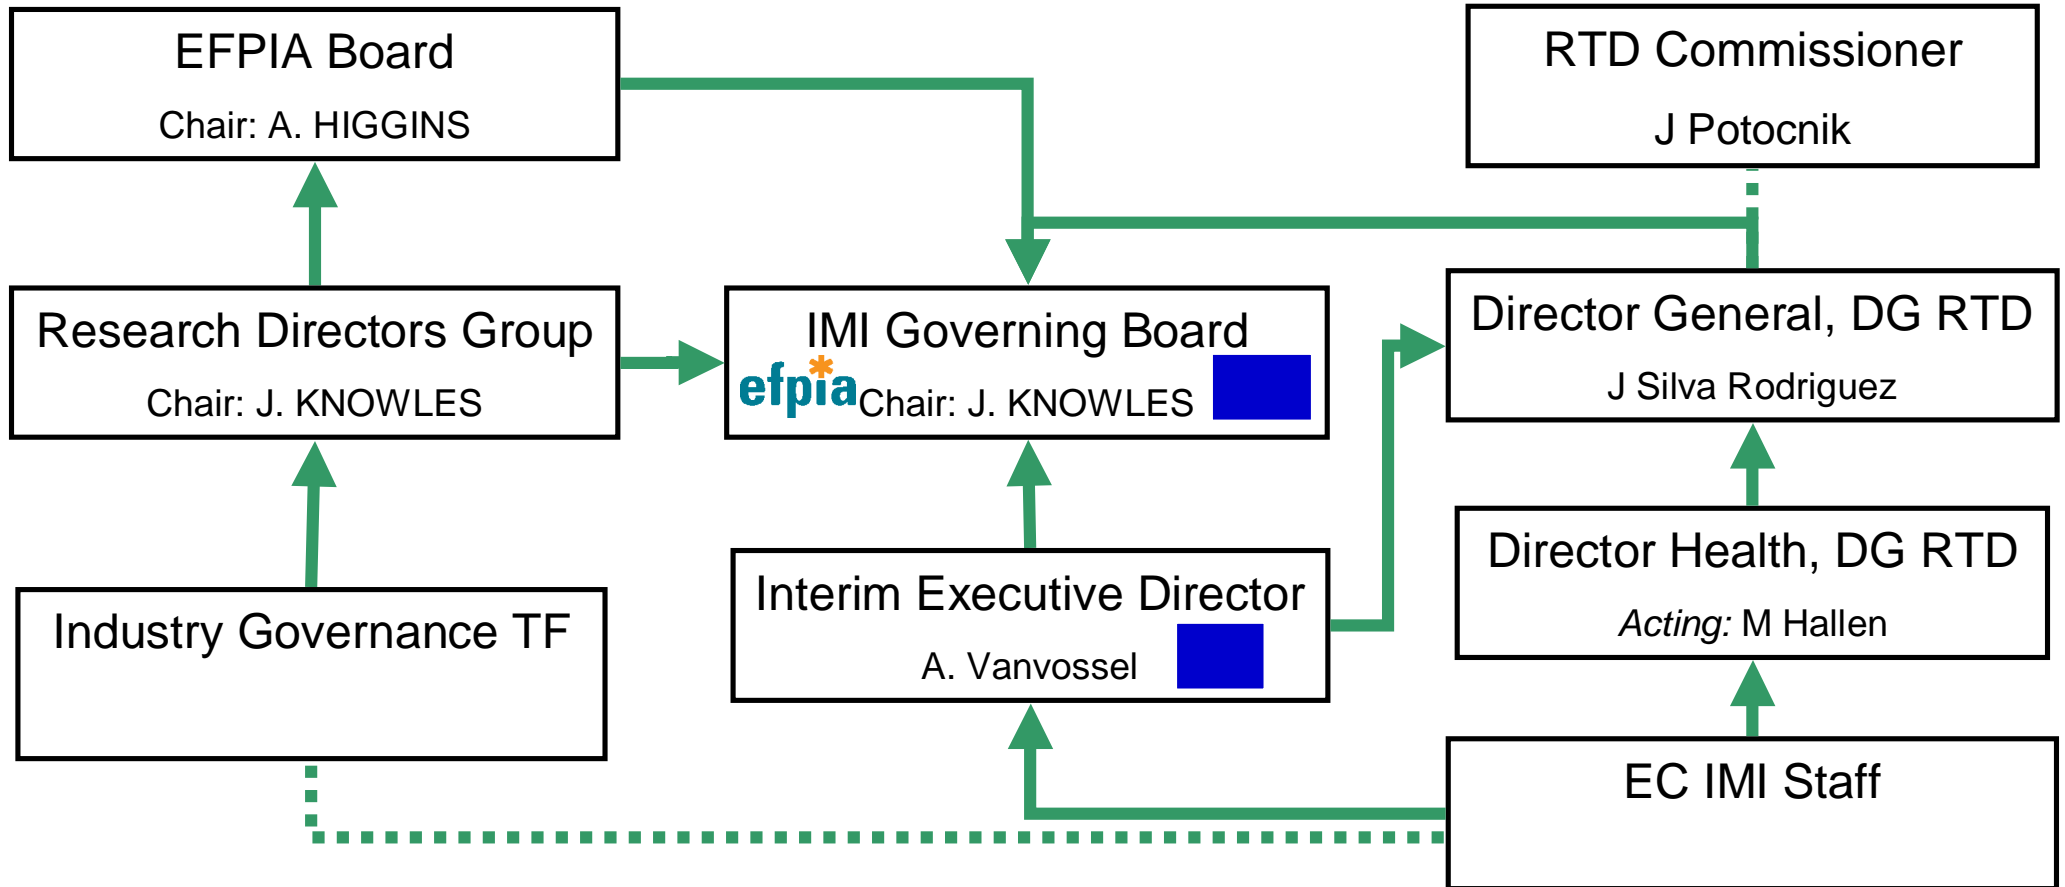 EFPIA Board
Chair: A. HIGGINS
RTD Commissioner
J Potocnik
Research Directors Group
Chair: J. KNOWLES
IMI Governing Board
efpia
Chair: J. KNOWLES
Director General, DG RTD
J Silva Rodriguez
Industry Governance TF
Interim Executive Director
A. Vanvossel
Director Health, DG RTD
Acting: M Hallen
EC IMI Staff